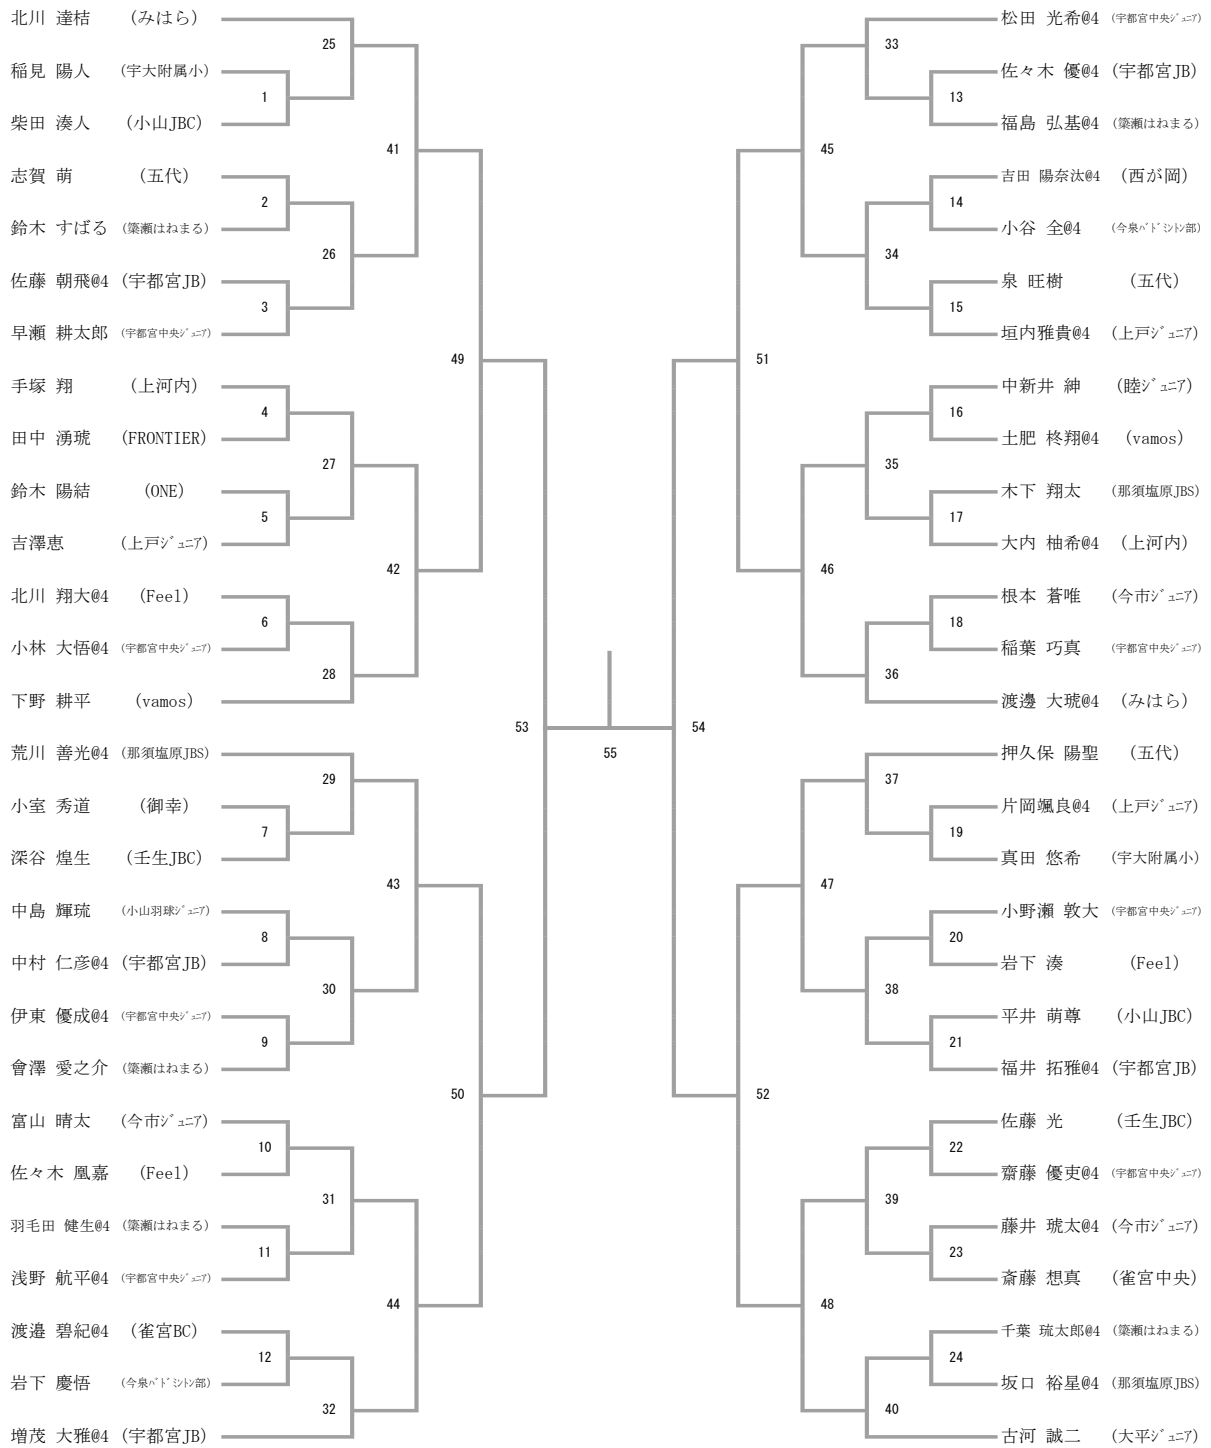 北川 達桔 (みはら)
稲見 陽人 (宇大附属小)
柴田 湊人 (小山JBC)
志賀 萌 (五代)
鈴木 すばる (簗瀬はねまる)
佐藤 朝飛@4 (宇都宮JB)
早瀬 耕太郎 (宇都宮中央ｼﾞｭﾆｱ)
手塚 翔 (上河内)
田中 湧琥 (FRONTIER)
鈴木 陽結 (ONE)
吉澤恵 (上戸ｼﾞｭﾆｱ)
北川 翔大@4 (Feel)
小林 大悟@4 (宇都宮中央ｼﾞｭﾆｱ)
下野 耕平 (vamos)
荒川 善光@4 (那須塩原JBS)
小室 秀道 (御幸)
深谷 煌生 (壬生JBC)
中島 輝琉 (小山羽球ｼﾞｭﾆｱ)
中村 仁彦@4 (宇都宮JB)
伊東 優成@4 (宇都宮中央ｼﾞｭﾆｱ)
會澤 愛之介 (簗瀬はねまる)
富山 晴太 (今市ｼﾞｭﾆｱ)
佐々木 凰嘉 (Feel)
羽毛田 健生@4 (簗瀬はねまる)
浅野 航平@4 (宇都宮中央ｼﾞｭﾆｱ)
渡邉 碧紀@4 (雀宮BC)
岩下 慶悟 (今泉ﾊﾞﾄﾞﾐﾝﾄﾝ部)
増茂 大雅@4 (宇都宮JB)
1
2
3
4
5
6
7
8
9
10
11
12
25
26
27
28
29
30
31
32
41
42
43
44
49
50
53
55
54
51
52
45
46
47
48
33
34
35
36
37
38
39
40
13
14
15
16
17
18
19
20
21
22
23
24
松田 光希@4 (宇都宮中央ｼﾞｭﾆｱ)
佐々木 優@4 (宇都宮JB)
福島 弘基@4 (簗瀬はねまる)
吉田 陽奈汰@4 (西が岡)
小谷 全@4 (今泉ﾊﾞﾄﾞﾐﾝﾄﾝ部)
泉 旺樹 (五代)
垣内雅貴@4 (上戸ｼﾞｭﾆｱ)
中新井 紳 (睦ｼﾞｭﾆｱ)
土肥 柊翔@4 (vamos)
木下 翔太 (那須塩原JBS)
大内 柚希@4 (上河内)
根本 蒼唯 (今市ｼﾞｭﾆｱ)
稲葉 巧真 (宇都宮中央ｼﾞｭﾆｱ)
渡邊 大琥@4 (みはら)
押久保 陽聖 (五代)
片岡颯良@4 (上戸ｼﾞｭﾆｱ)
真田 悠希 (宇大附属小)
小野瀬 敦大 (宇都宮中央ｼﾞｭﾆｱ)
岩下 湊 (Feel)
平井 萌尊 (小山JBC)
福井 拓雅@4 (宇都宮JB)
佐藤 光 (壬生JBC)
齋藤 優吏@4 (宇都宮中央ｼﾞｭﾆｱ)
藤井 琥太@4 (今市ｼﾞｭﾆｱ)
斎藤 想真 (雀宮中央)
千葉 琉太郎@4 (簗瀬はねまる)
坂口 裕星@4 (那須塩原JBS)
古河 誠二 (大平ｼﾞｭﾆｱ)